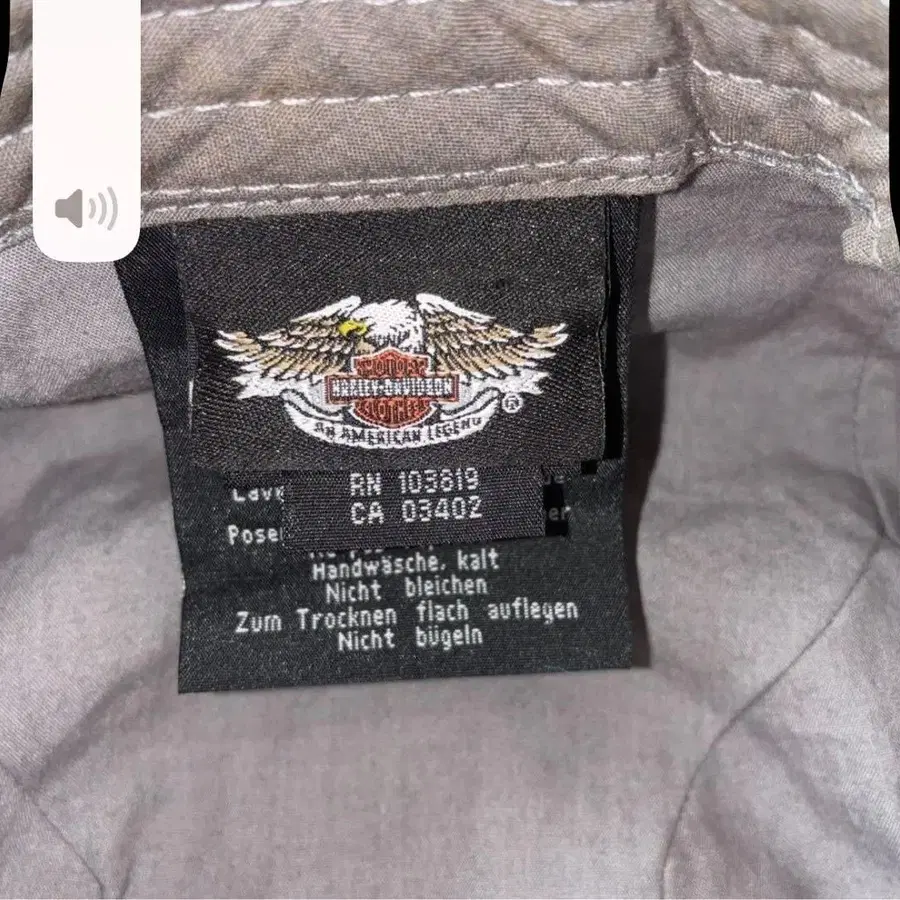 MOTOR
HARLEY-DAVIDSON
CLOTHES
AN AMERICAN LEGEND
®
RN 103819
CA 03402
Handwäsche, kalt
Nicht bleichen
Zum Trocknen flach auflegen
Nicht bügeln